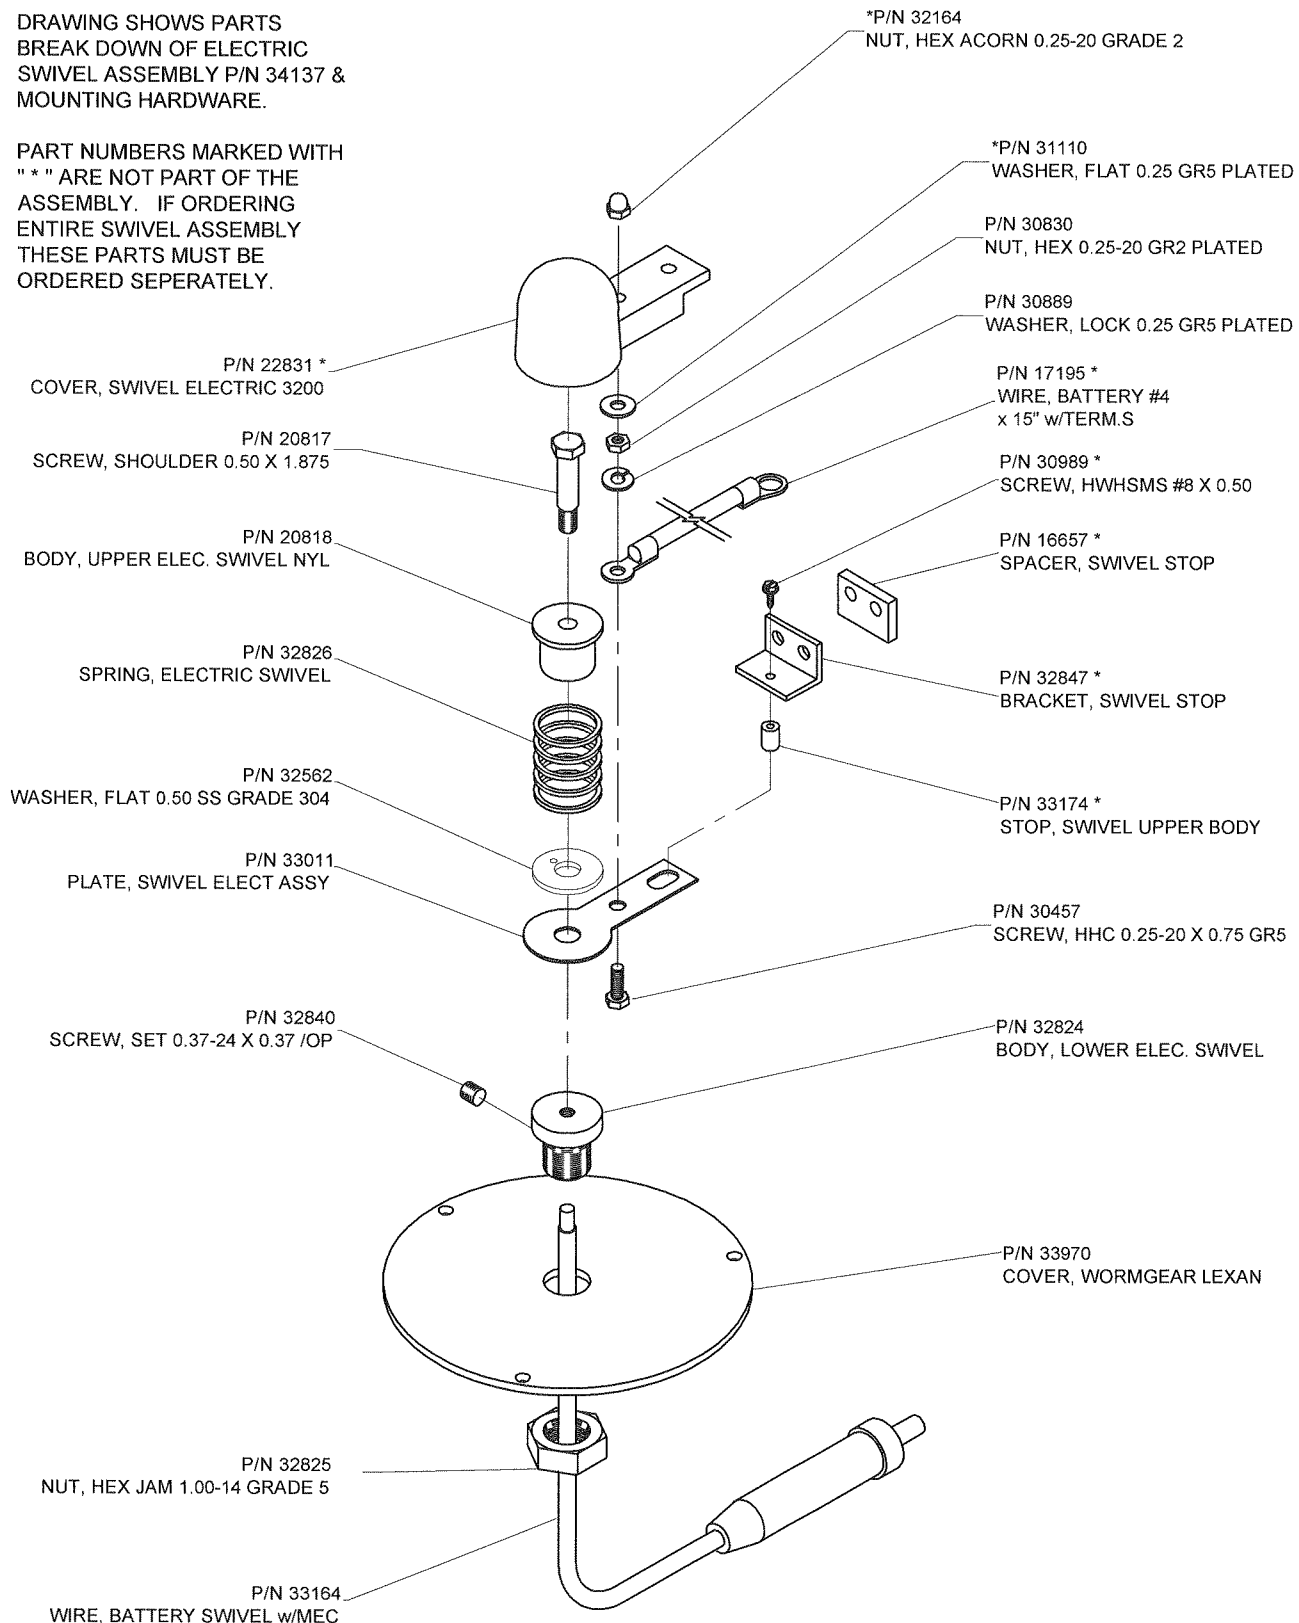 DRAWING SHOWS PARTS
BREAK DOWN OF ELECTRIC
SWIVEL ASSEMBLY P/N 34137 &
MOUNTING HARDWARE.
PART NUMBERS MARKED WITH
" * " ARE NOT PART OF THE
ASSEMBLY. IF ORDERING
ENTIRE SWIVEL ASSEMBLY
THESE PARTS MUST BE
ORDERED SEPERATELY.
P/N 22831 *
COVER, SWIVEL ELECTRIC 3200
P/N 20817
SCREW, SHOULDER 0.50 X 1.875
P/N 20818
BODY, UPPER ELEC. SWIVEL NYL
P/N 32826
SPRING, ELECTRIC SWIVEL
P/N 32562
WASHER, FLAT 0.50 SS GRADE 304
P/N 33011
PLATE, SWIVEL ELECT ASSY
P/N 32840
SCREW, SET 0.37-24 X 0.37 /OP
P/N 32825
NUT, HEX JAM 1.00-14 GRADE 5
P/N 33164
WIRE, BATTERY SWIVEL w/MEC
*P/N 32164
NUT, HEX ACORN 0.25-20 GRADE 2
*P/N 31110
WASHER, FLAT 0.25 GR5 PLATED
P/N 30830
NUT, HEX 0.25-20 GR2 PLATED
P/N 30889
WASHER, LOCK 0.25 GR5 PLATED
P/N 17195 *
WIRE, BATTERY #4
x 15" w/TERM.S
P/N 30989 *
SCREW, HWHSMS #8 X 0.50
P/N 16657 *
SPACER, SWIVEL STOP
P/N 32847 *
BRACKET, SWIVEL STOP
P/N 33174 *
STOP, SWIVEL UPPER BODY
P/N 30457
SCREW, HHC 0.25-20 X 0.75 GR5
P/N 32824
BODY, LOWER ELEC. SWIVEL
P/N 33970
COVER, WORMGEAR LEXAN